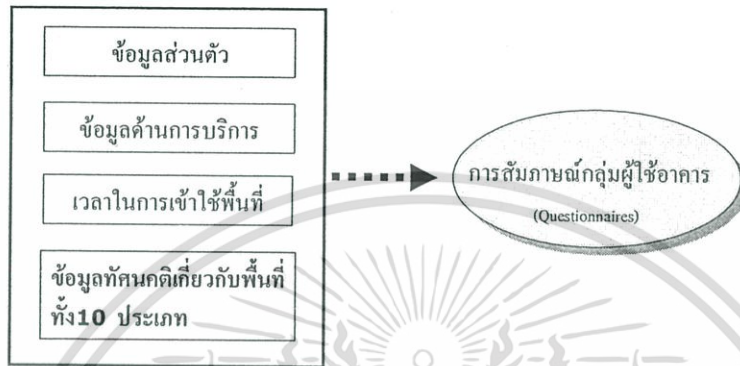 ข้อมูลส่วนตัว
ข้อมูลด้านการบริการ
เวลาในการเข้าใช้พื้นที่
ข้อมูลทัศนคติเกี่ยวกับพื้นที่
ทั้ง10 ประเภท
การสัมภาษณ์กลุ่มผู้ใช้อาคาร
(Questionnaires)